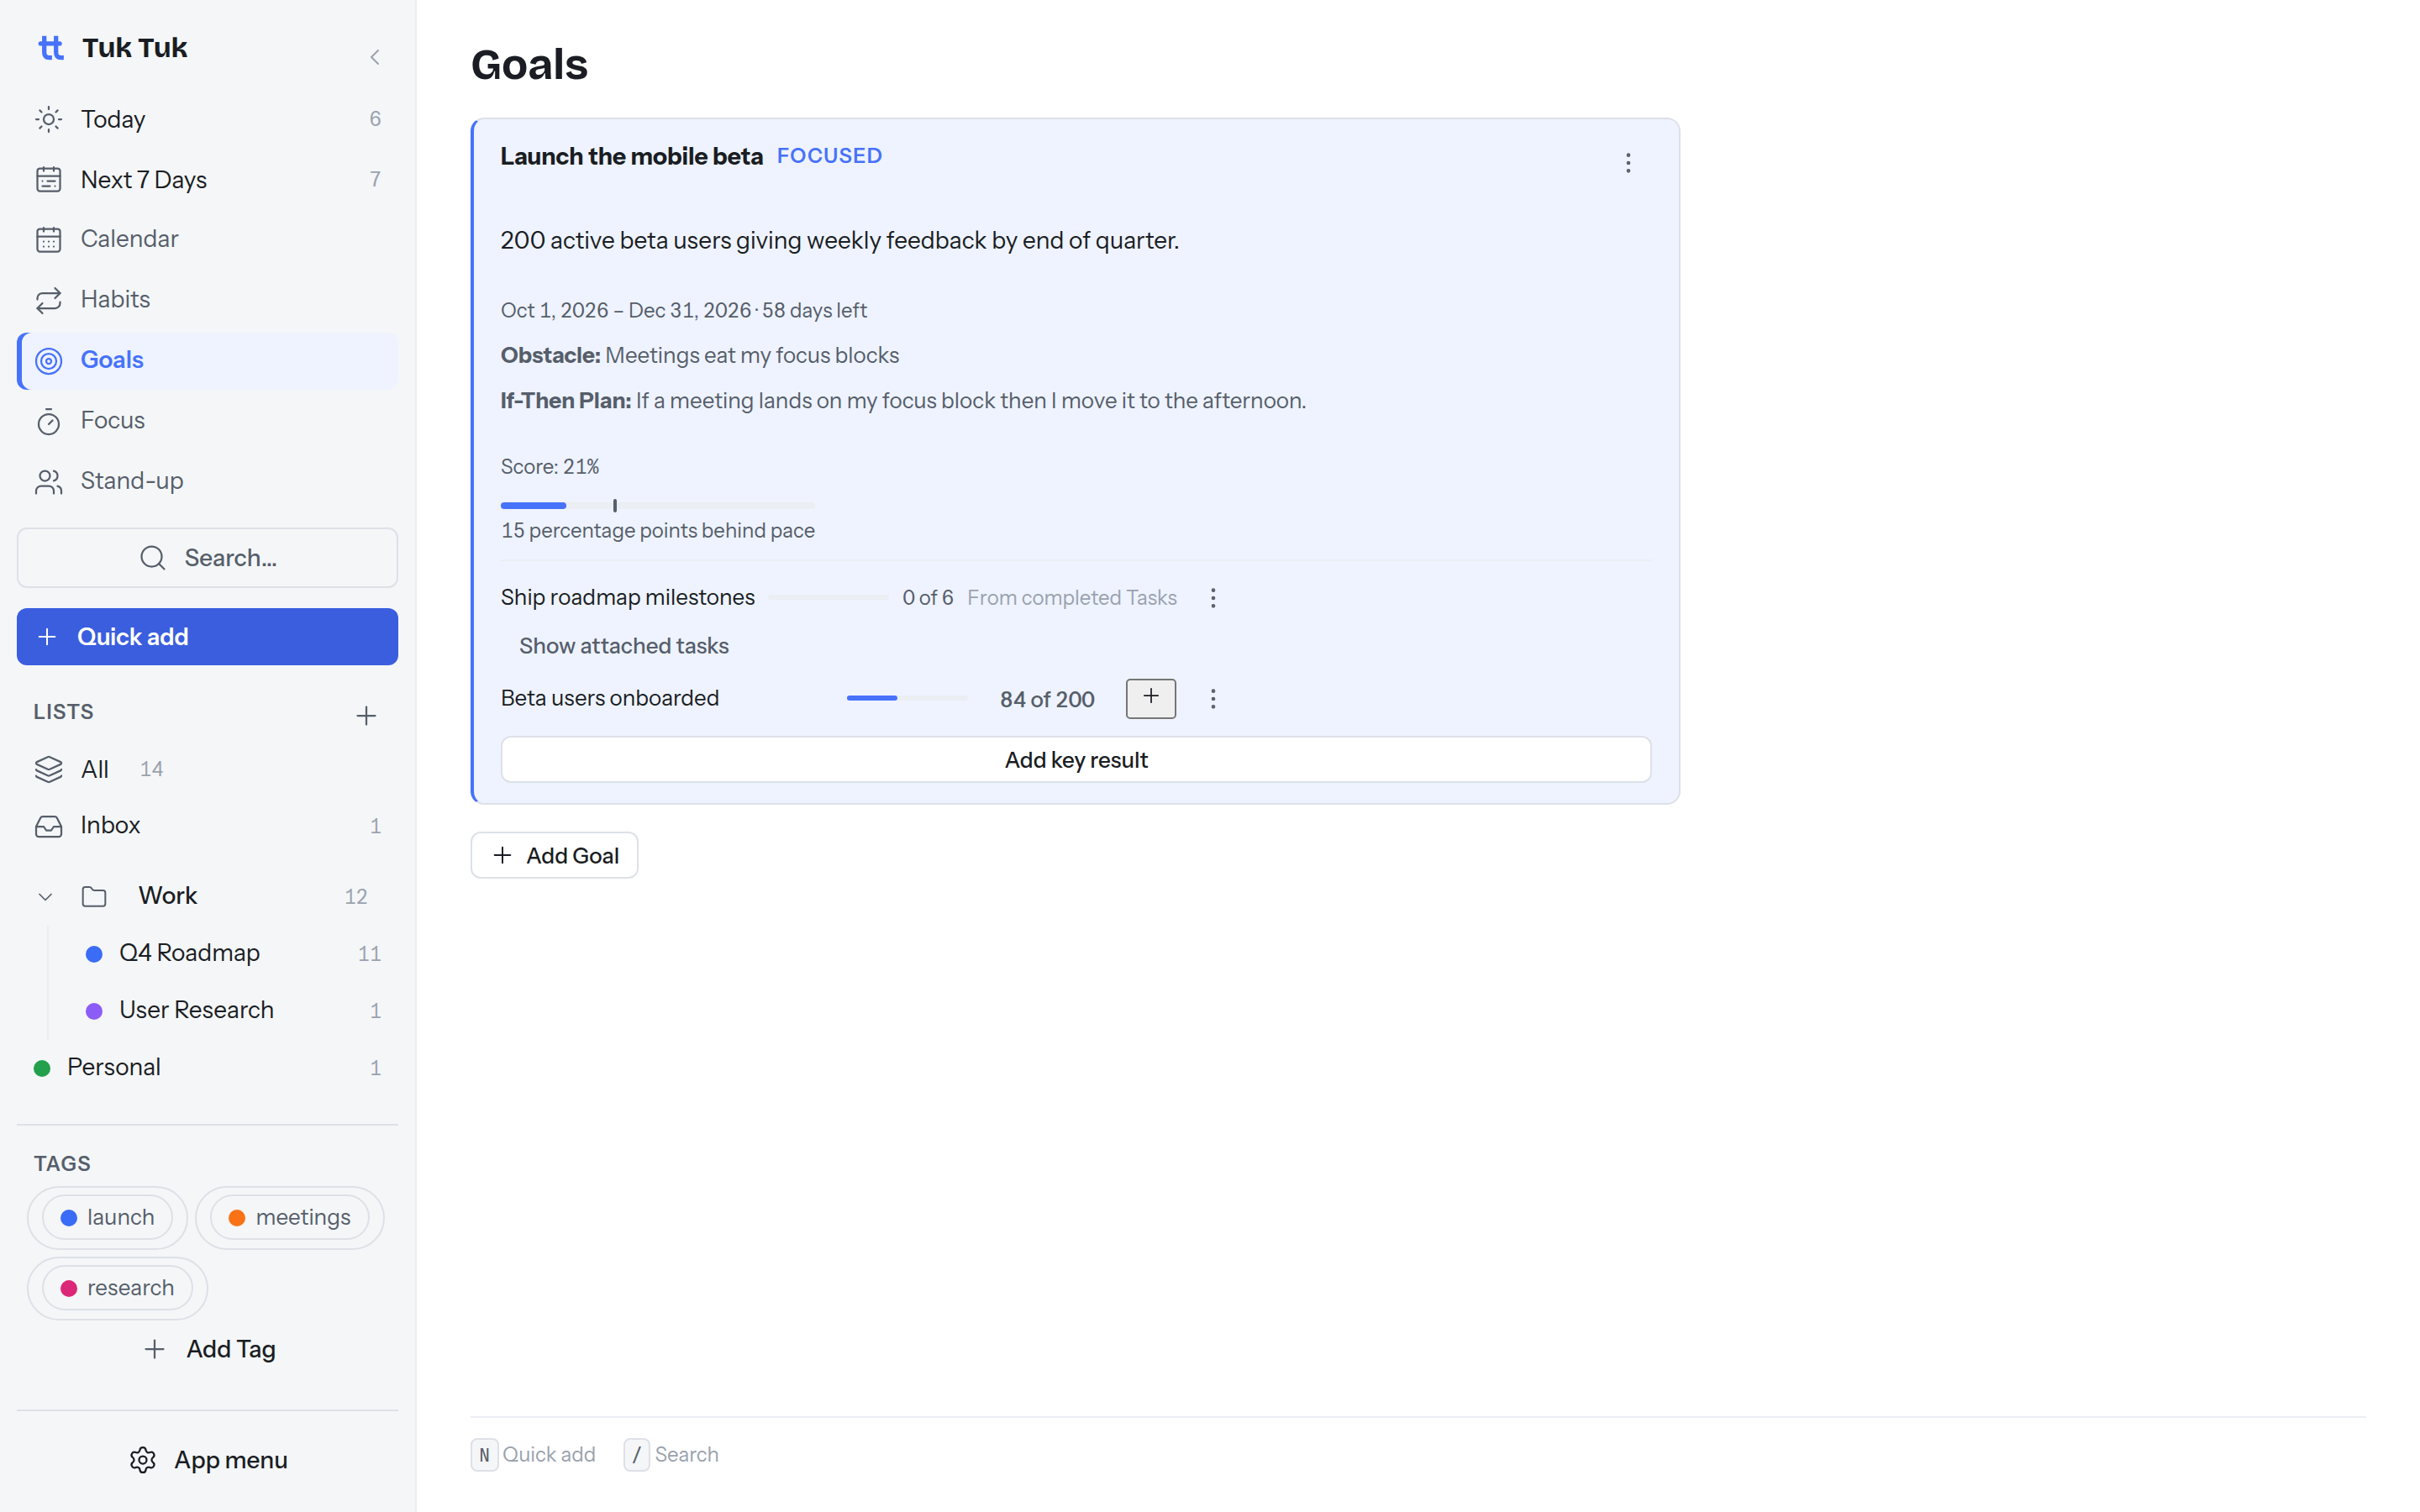 tt Tuk Tuk
Today 6
Next 7 Days 7
Calendar
Habits
Goals
Focus
Stand-up
Search...
Quick add
LISTS
All 14
Inbox 1
Work 12
Q4 Roadmap 11
User Research 1
Personal 1
TAGS
launch
meetings
research
Add Tag
App menu
Goals
Launch the mobile beta FOCUSED
200 active beta users giving weekly feedback by end of quarter.
Oct 1, 2026 – Dec 31, 2026 · 58 days left
Obstacle: Meetings eat my focus blocks
If-Then Plan: If a meeting lands on my focus block then I move it to the afternoon.
Score: 21%
15 percentage points behind pace
Ship roadmap milestones 0 of 6 From completed Tasks
Show attached tasks
Beta users onboarded 84 of 200 +
Add key result
Add Goal
N Quick add / Search